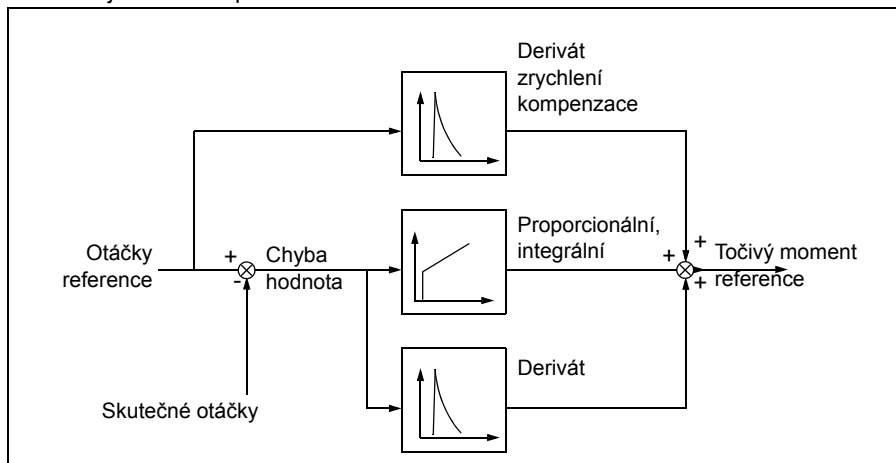 Derivát
zrychlení
kompenzace
Proporcionální,
integrální
Otáčky
reference
+
-
Chyba
hodnota
+
+
+
Točivý moment
reference
Derivát
Skutečné otáčky